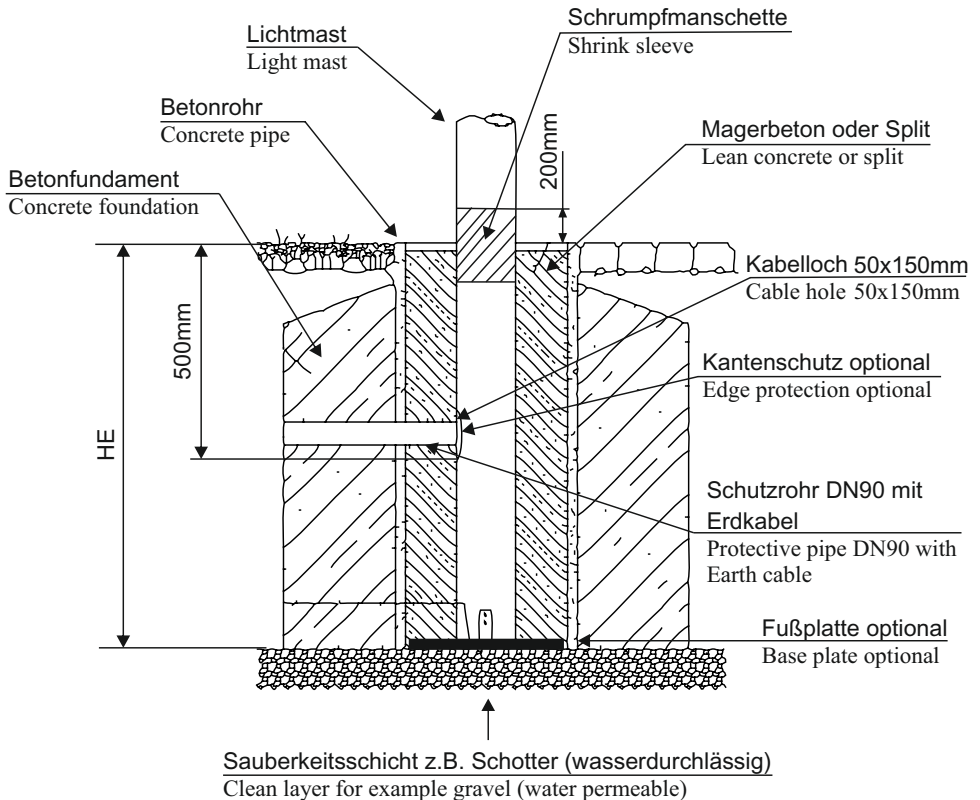 Schrumpfmanschette
Shrink sleeve
Lichtmast
Light mast
Betonrohr
Concrete pipe
200mm
Magerbeton oder Split
Lean concrete or split
Betonfundament
Concrete foundation
Kabelloch 50x150mm
Cable hole 50x150mm
500mm
Kantenschutz optional
Edge protection optional
HE
Schutzrohr DN90 mit
Erdkabel
Protective pipe DN90 with
Earth cable
Fußplatte optional
Base plate optional
Sauberkeitsschicht z.B. Schotter (wasserdurchlässig)
Clean layer for example gravel (water permeable)